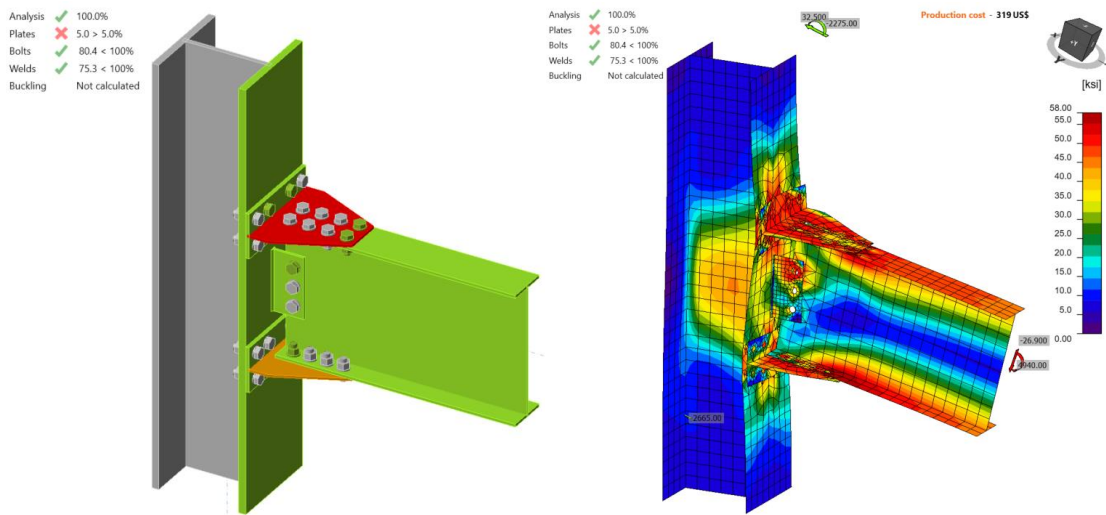 Analysis 100.0%
Plates 5.0 > 5.0%
Bolts 80.4 < 100%
Welds 75.3 < 100%
Buckling Not calculated
Analysis 100.0%
Plates 5.0 > 5.0%
Bolts 80.4 < 100%
Welds 75.3 < 100%
Buckling Not calculated
32.500
-2275.00
Production cost - 319 US$
+Y
[ksi]
58.00
55.0
50.0
45.0
40.0
35.0
30.0
25.0
20.0
15.0
10.0
5.0
0.00
-26.900
4940.00
-2665.00